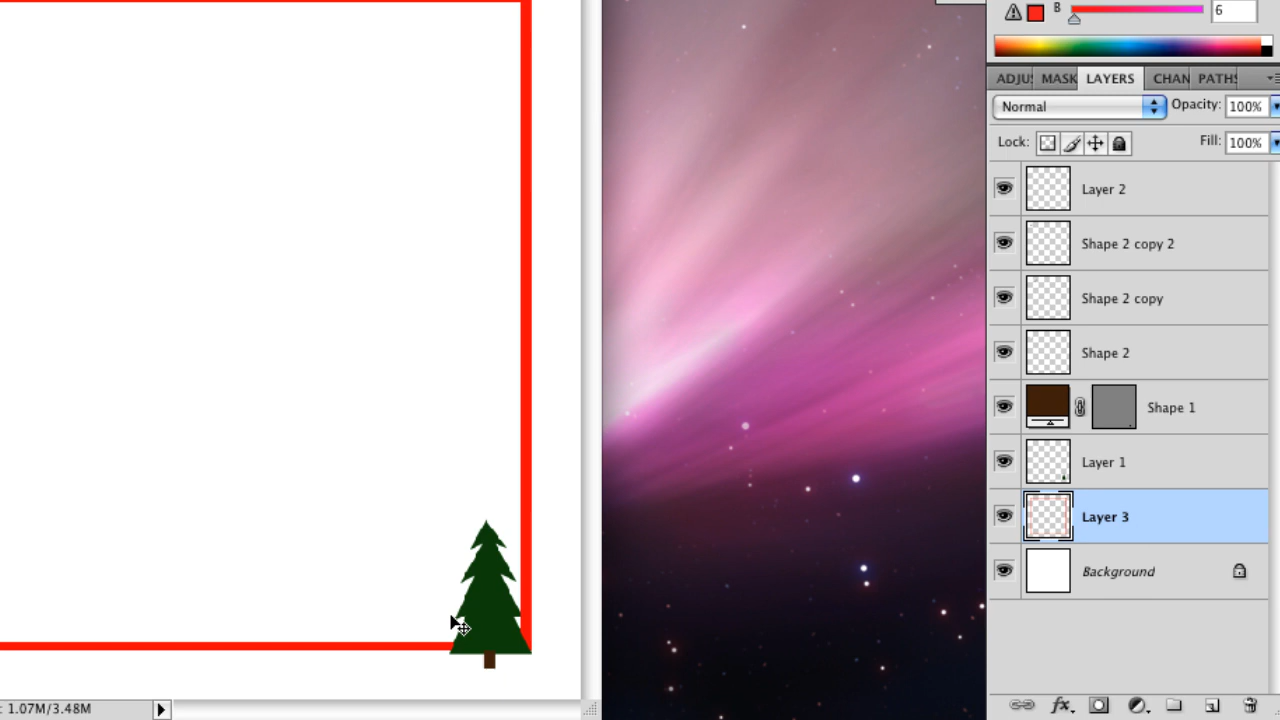 B 6
ADJU MASK LAYERS CHAN PATHS
Normal Opacity: 100%
Lock: Fill: 100%
Layer 2
Shape 2 copy 2
Shape 2 copy
Shape 2
Shape 1
Layer 1
Layer 3
Background
fx
: 1.07M/3.48M